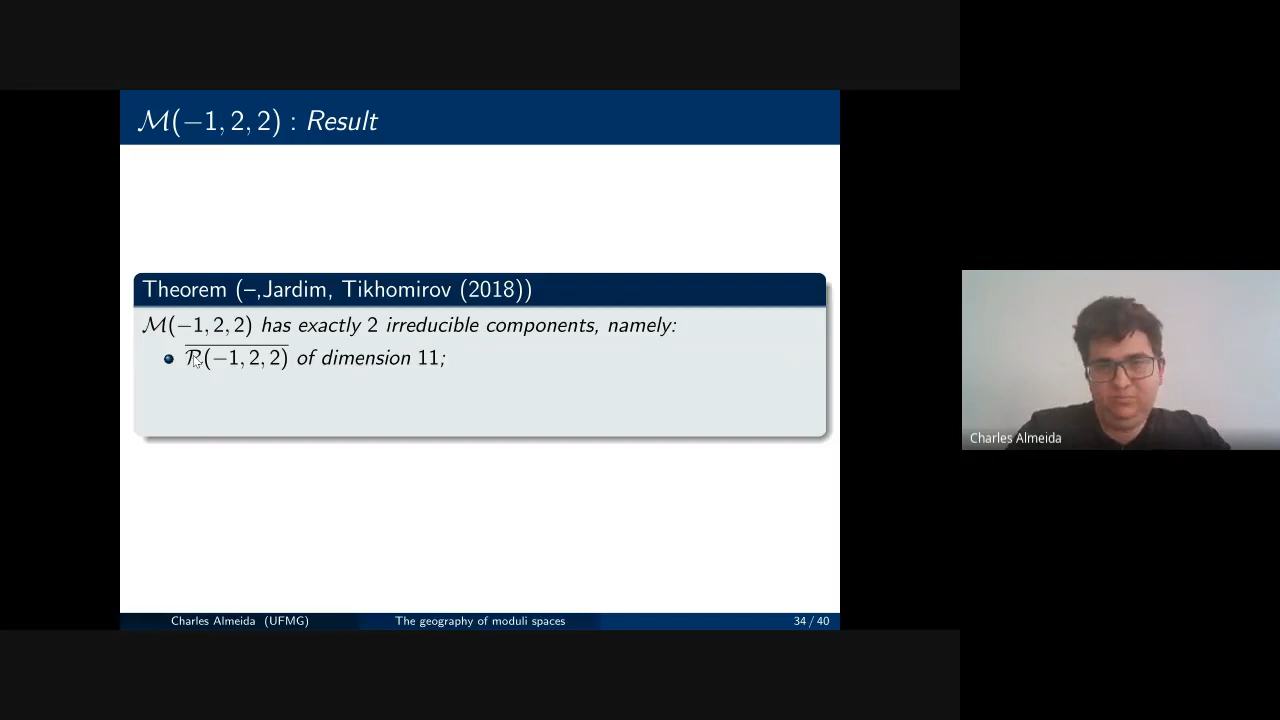 ℳ(−1, 2, 2) : Result
Theorem (–,Jardim, Tikhomirov (2018))
ℳ(−1, 2, 2) has exactly 2 irreducible components, namely:
• \overline{ℛ(−1, 2, 2)} of dimension 11;
Charles Almeida
Charles Almeida (UFMG) The geography of moduli spaces 34 / 40